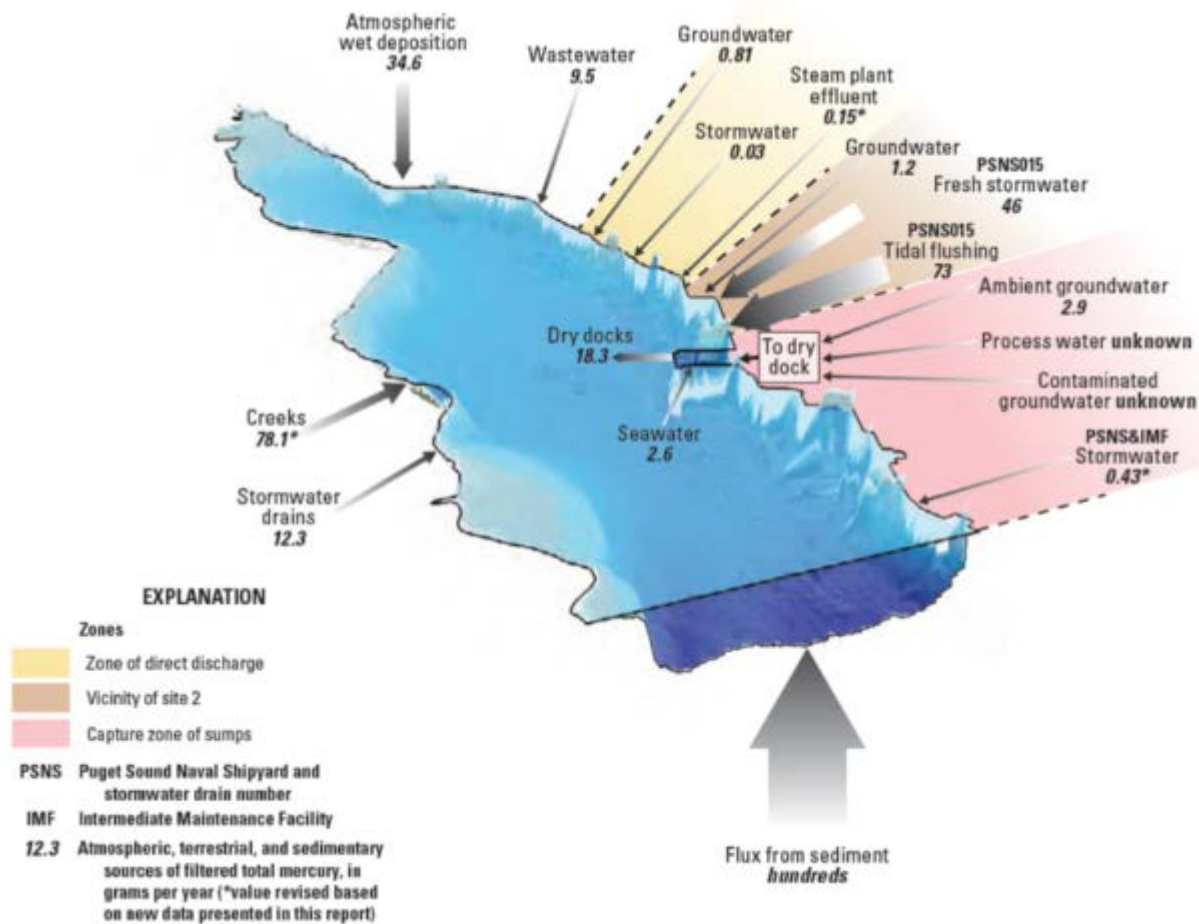 Atmospheric
wet deposition
34.6
Wastewater
9.5
Groundwater
0.81
Steam plant
effluent
0.15*
Stormwater
0.03
Groundwater
1.2
PSNS015
Fresh stormwater
46
PSNS015
Tidal flushing
73
Ambient groundwater
2.9
Process water unknown
Contaminated
groundwater unknown
To dry
dock
Dry docks
18.3
Seawater
2.6
PSNS&IMF
Stormwater
0.43*
Creeks
78.1*
Stormwater
drains
12.3
Flux from sediment
hundreds
EXPLANATION
Zones
Zone of direct discharge
Vicinity of site 2
Capture zone of sumps
PSNS Puget Sound Naval Shipyard and
stormwater drain number
IMF Intermediate Maintenance Facility
12.3 Atmospheric, terrestrial, and sedimentary
sources of filtered total mercury, in
grams per year (*value revised based
on new data presented in this report)